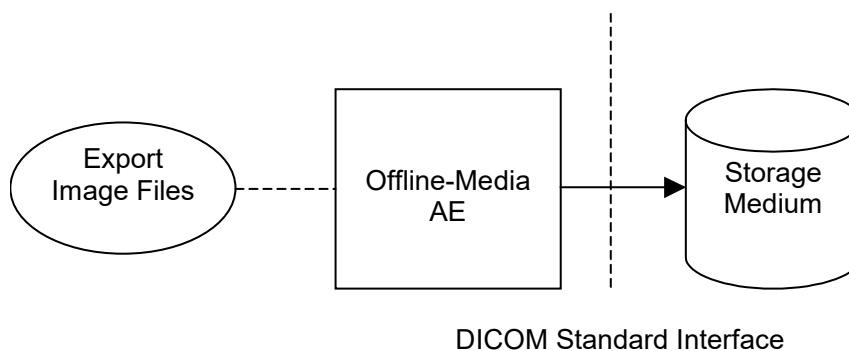 Export
Image Files
Offline-Media
AE
Storage
Medium
DICOM Standard Interface